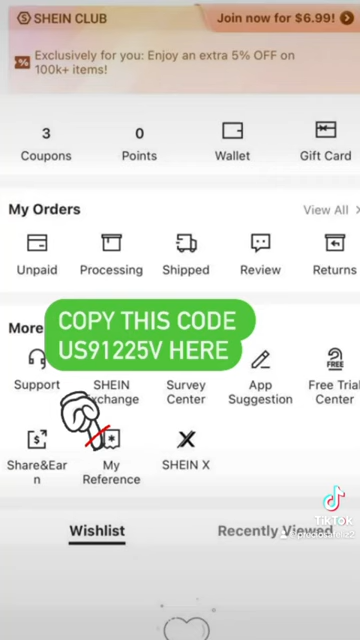 SHEIN CLUB
Join now for $6.99!
Exclusively for you: Enjoy an extra 5% OFF on
100k+ items!
3
0
Coupons
Points
Wallet
Gift Card
My Orders
View All
Unpaid
Processing
Shipped
Review
Returns
More
COPY THIS CODE
US91225V HERE
FREE
Support
SHEIN
Exchange
Survey
Center
App
Suggestion
Free Trial
Center
Share&Ear
n
My
Reference
SHEIN X
TikTok
Wishlist
Recently Viewed